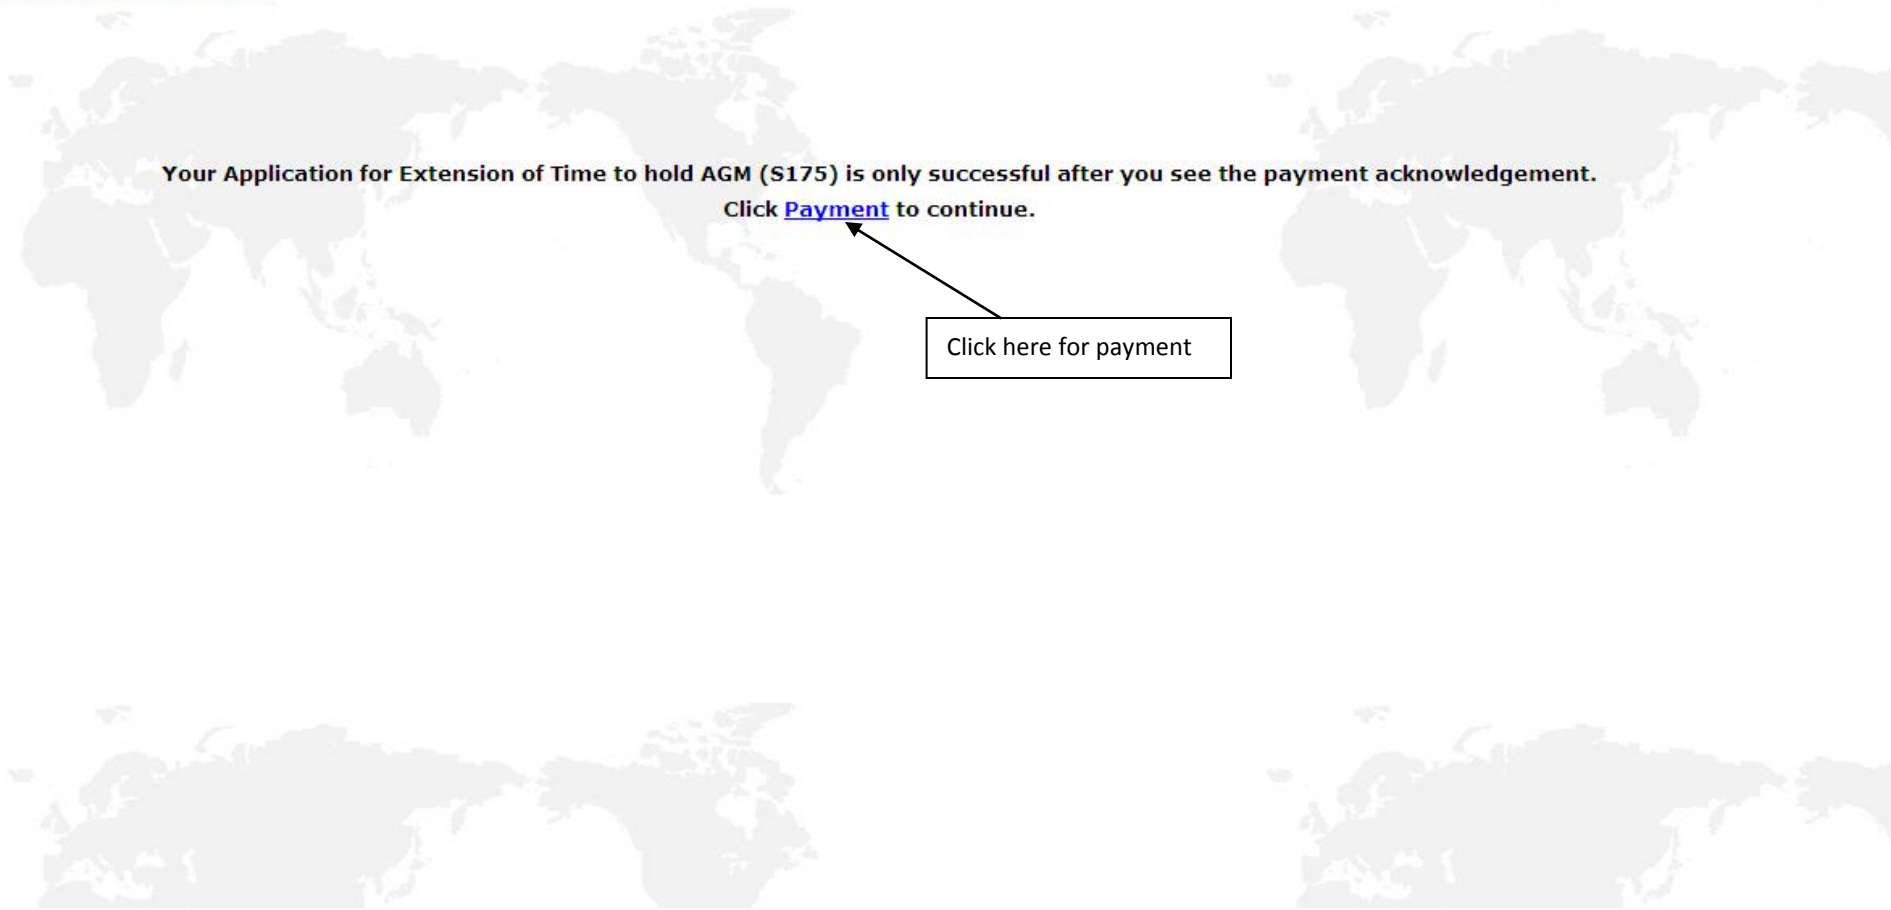 Your Application for Extension of Time to hold AGM (S175) is only successful after you see the payment acknowledgement.
Click Payment to continue.
Click here for payment